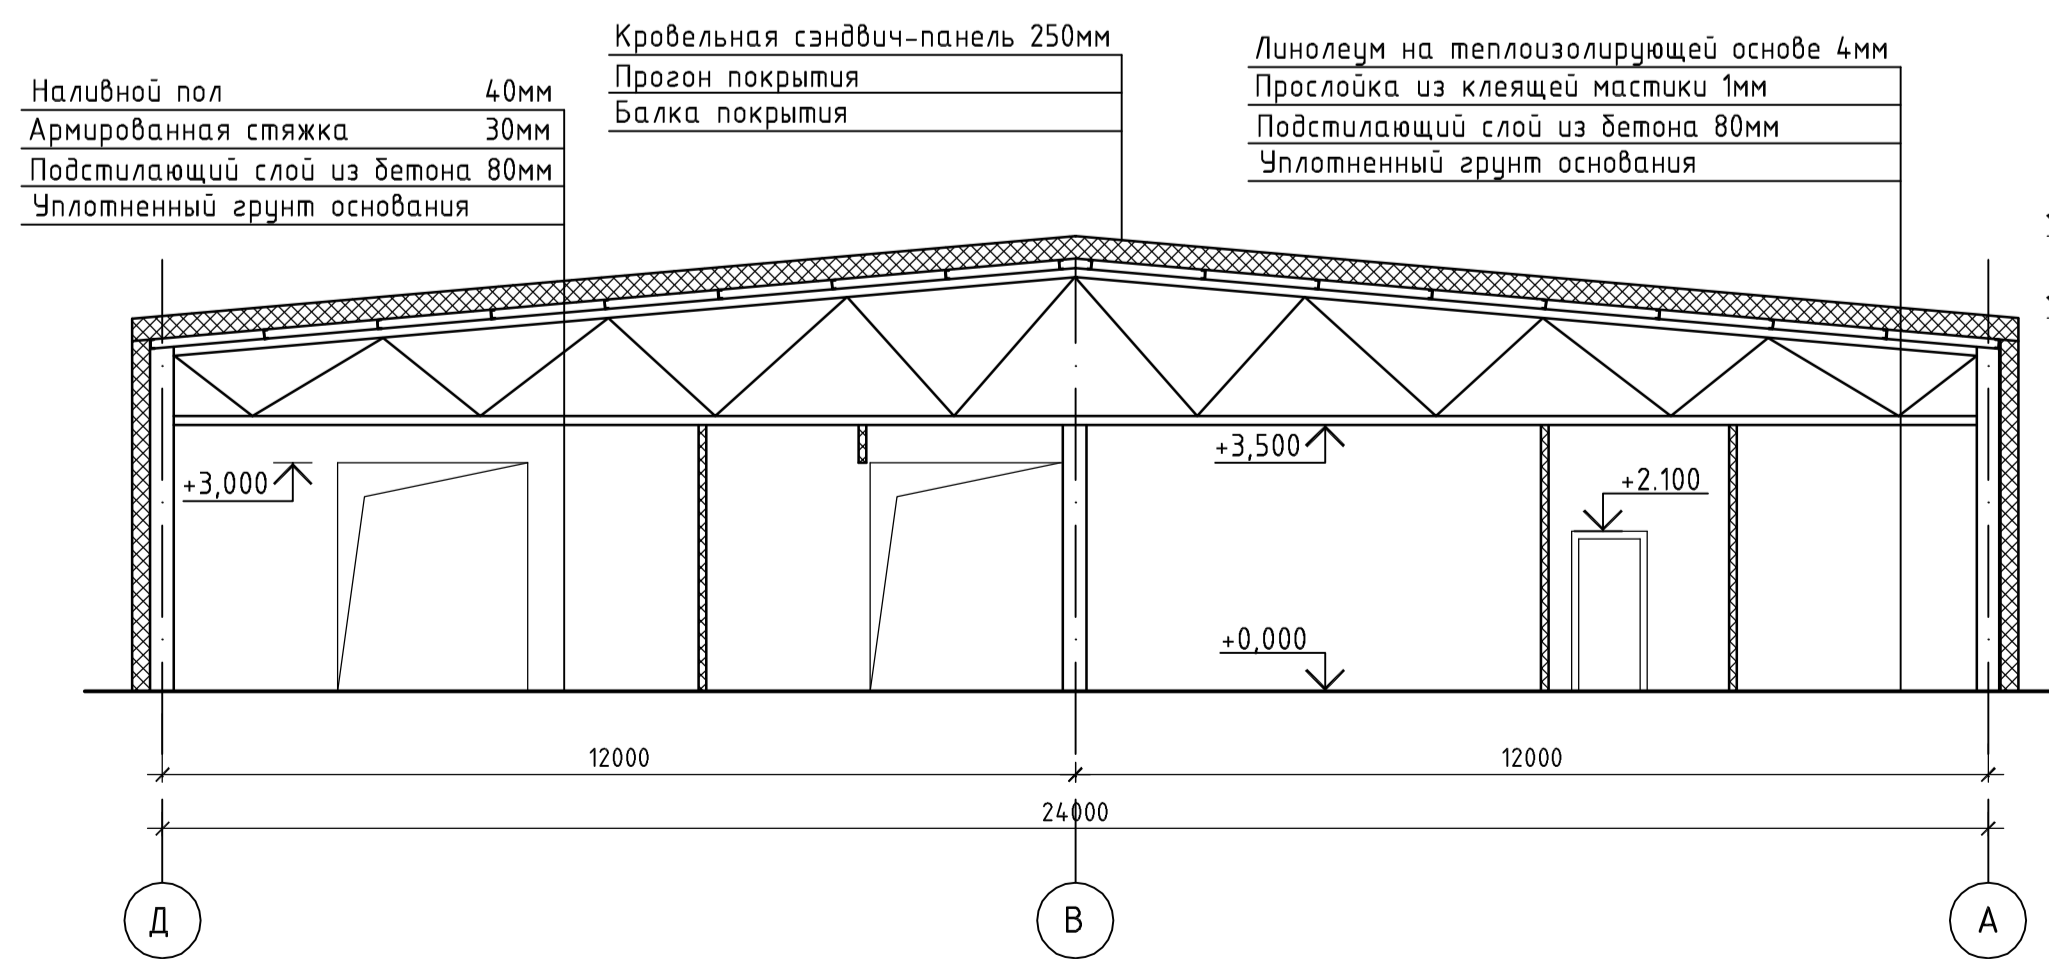 Наливной пол 40мм
Армированная стяжка 30мм
Подстилающий слой из бетона 80мм
Уплотненный грунт основания
Кровельная сэндвич-панель 250мм
Прогон покрытия
Балка покрытия
Линолеум на теплоизолирующей основе 4мм
Прослойка из клеящей мастики 1мм
Подстилающий слой из бетона 80мм
Уплотненный грунт основания
+3,000
+3,500
+2.100
+0,000
12000
12000
24000
Д
В
А